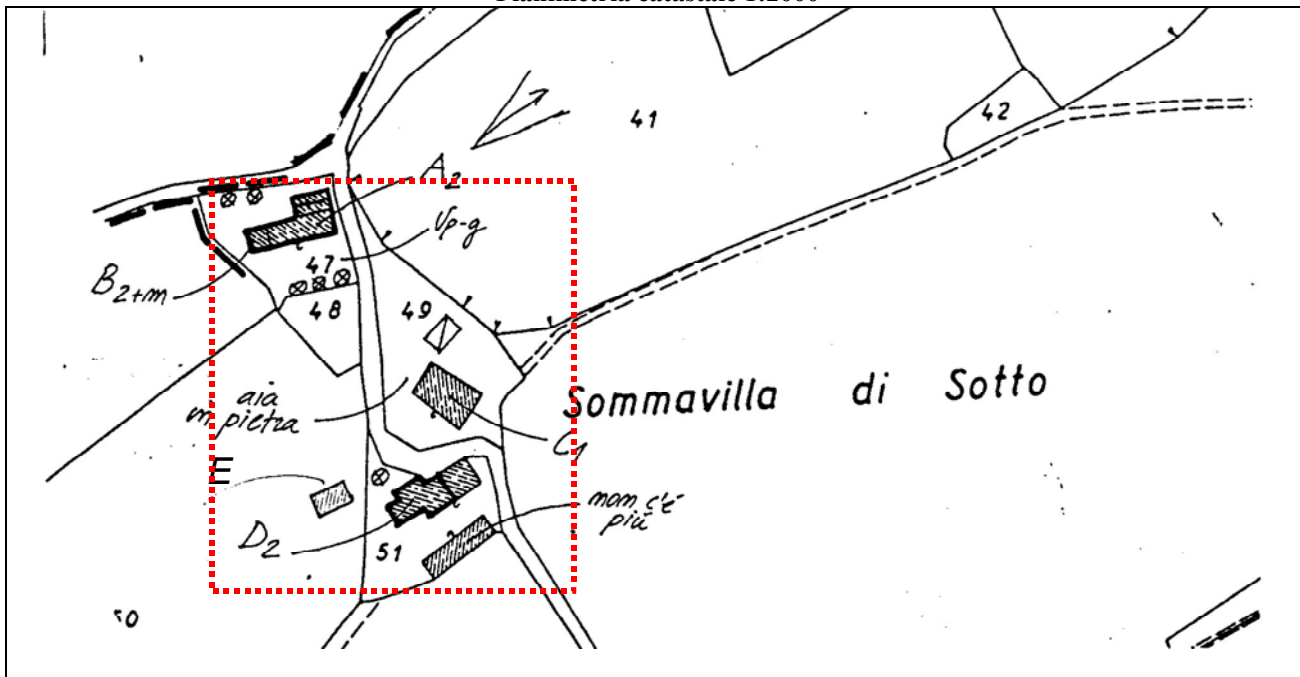 Planimetria catastale 1:2000
41
42
A2
Vp-g
47
B2+m
48
49
aia
in pietra
Sommavilla di Sotto
C1
E
non c'è
più
D2
51
50